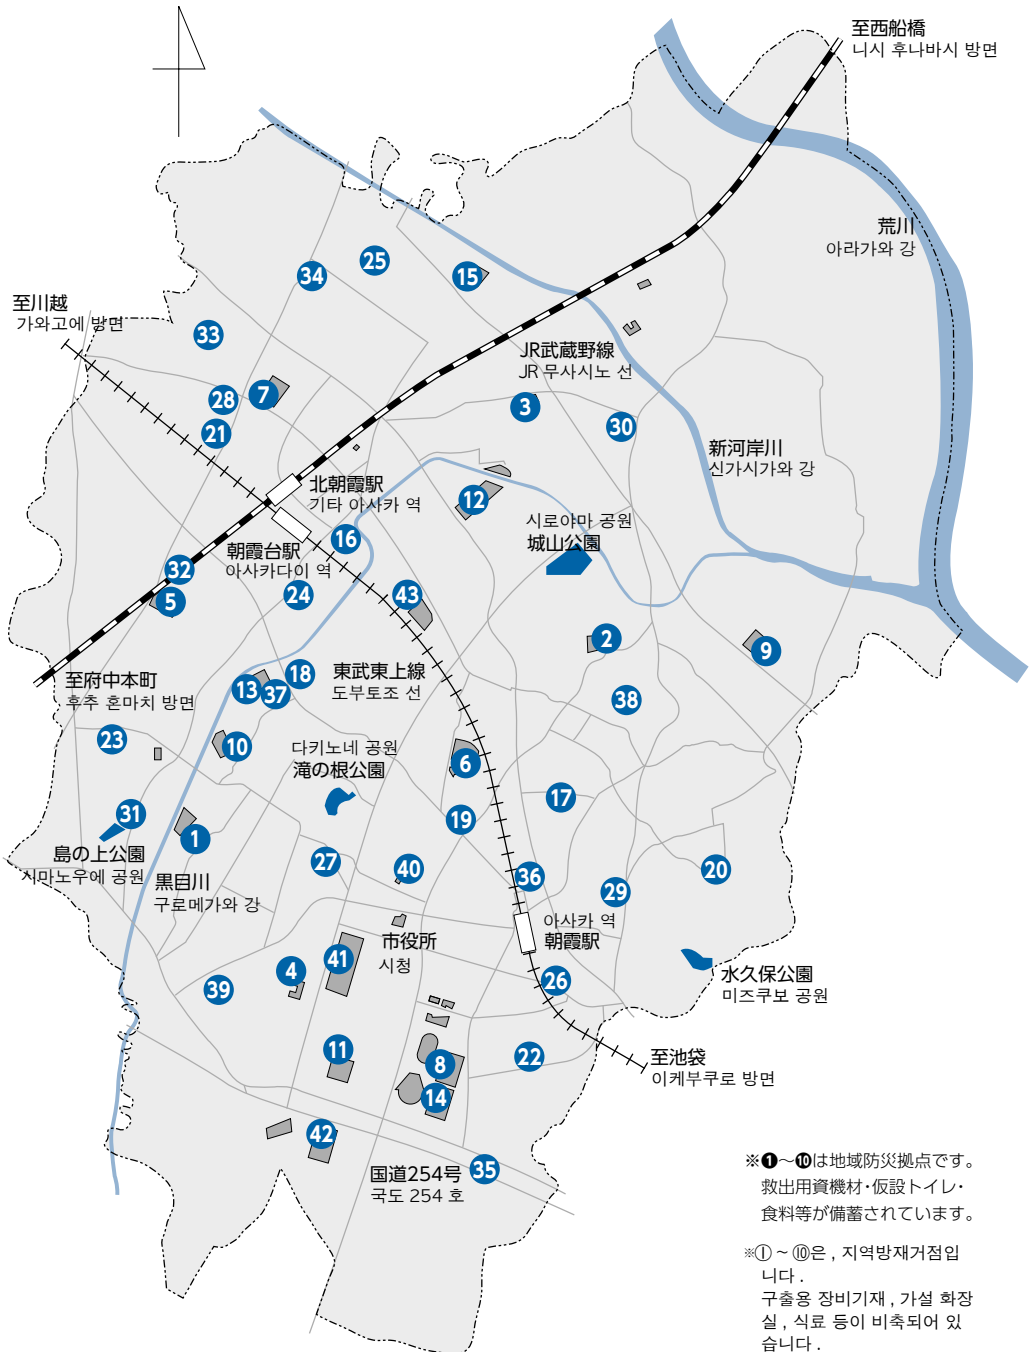 至西船橋
니시 후나바시 방면
荒川
아라가와 강
25
34
15
至川越
가와고에 방면
33
JR武蔵野線
JR 무사시노 선
28
7
3
21
30
新河岸川
신가시가와 강
北朝霞駅
기타 아사카 역
12
시로야마 공원
城山公園
16
朝霞台駅
아사카다이 역
32
5
24
43
2
9
至府中本町
후추 혼마치 방면
東武東上線
도부토조 선
18
13
37
38
23
10
다키노네 공원
滝の根公園
6
17
31
19
1
島の上公園
시마노우에 공원
黒目川
구로메가와 강
27
40
36
20
29
아사카 역
朝霞駅
市役所
시청
41
4
39
26
水久保公園
미즈쿠보 공원
11
8
22
至池袋
이케부쿠로 방면
14
42
35
国道254号
국도 254 호
※❶~❿は地域防災拠点です。
救出用資機材･仮設トイレ･
食料等が備蓄されています。
※① ~ ⑩은 , 지역방재거점입
니다 .
구출용 장비기재 , 가설 화장
실 , 식료 등이 비축되어 있
습니다 .